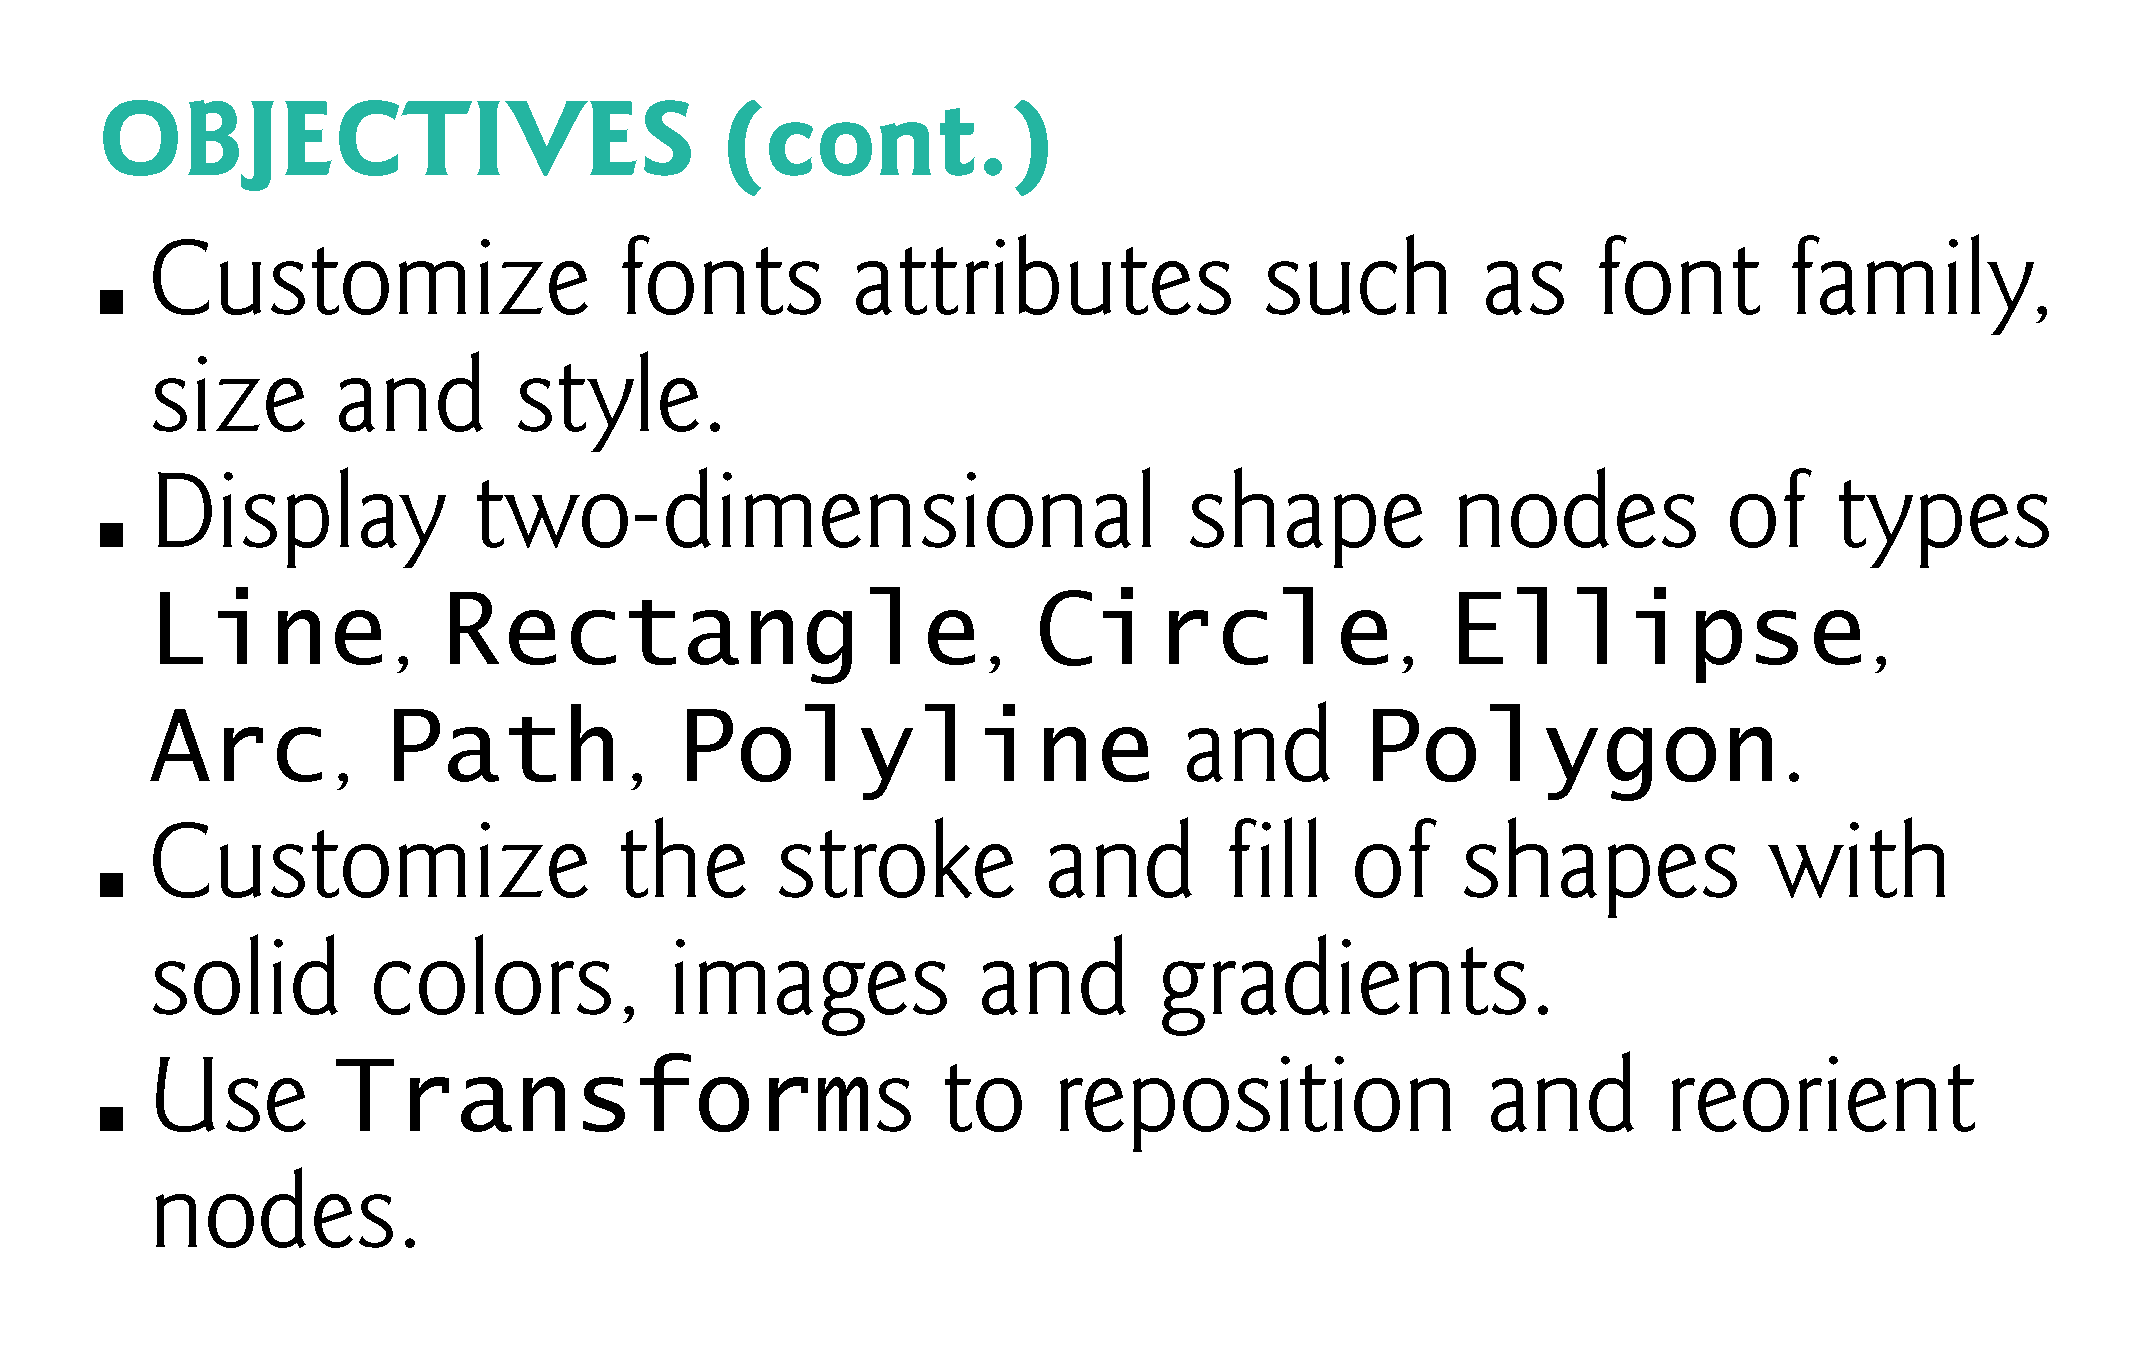 OBJECTIVES (cont.)
▪ Customize fonts attributes such as font family,
size and style.
▪ Display two-dimensional shape nodes of types
Line, Rectangle, Circle, Ellipse,
Arc, Path, Polyline and Polygon.
▪ Customize the stroke and fill of shapes with
solid colors, images and gradients.
▪ Use Transforms to reposition and reorient
nodes.